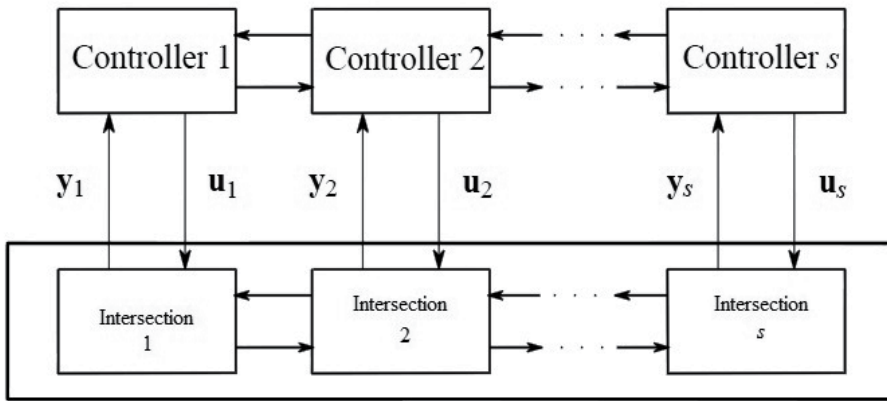 Controller 1
Controller 2
· · · ·
Controller s
y1
u1
y2
u2
ys
us
Intersection
1
Intersection
2
· · · ·
· · · ·
Intersection
s